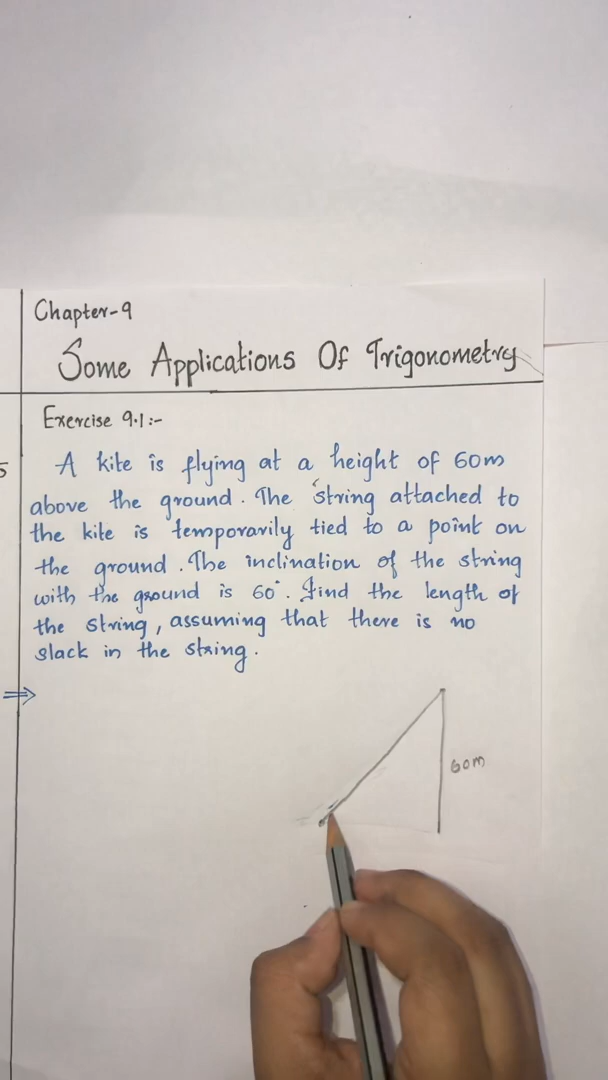 Chapter-9
Some Applications Of Trigonometry
Exercise 9.1:-
5
A kite is flying at a height of 60m
above the ground. The string attached to
the kite is temporarily tied to a point on
the ground. The inclination of the string
with the ground is 60°. Find the length of
the string, assuming that there is no
slack in the string.
⇒
60m